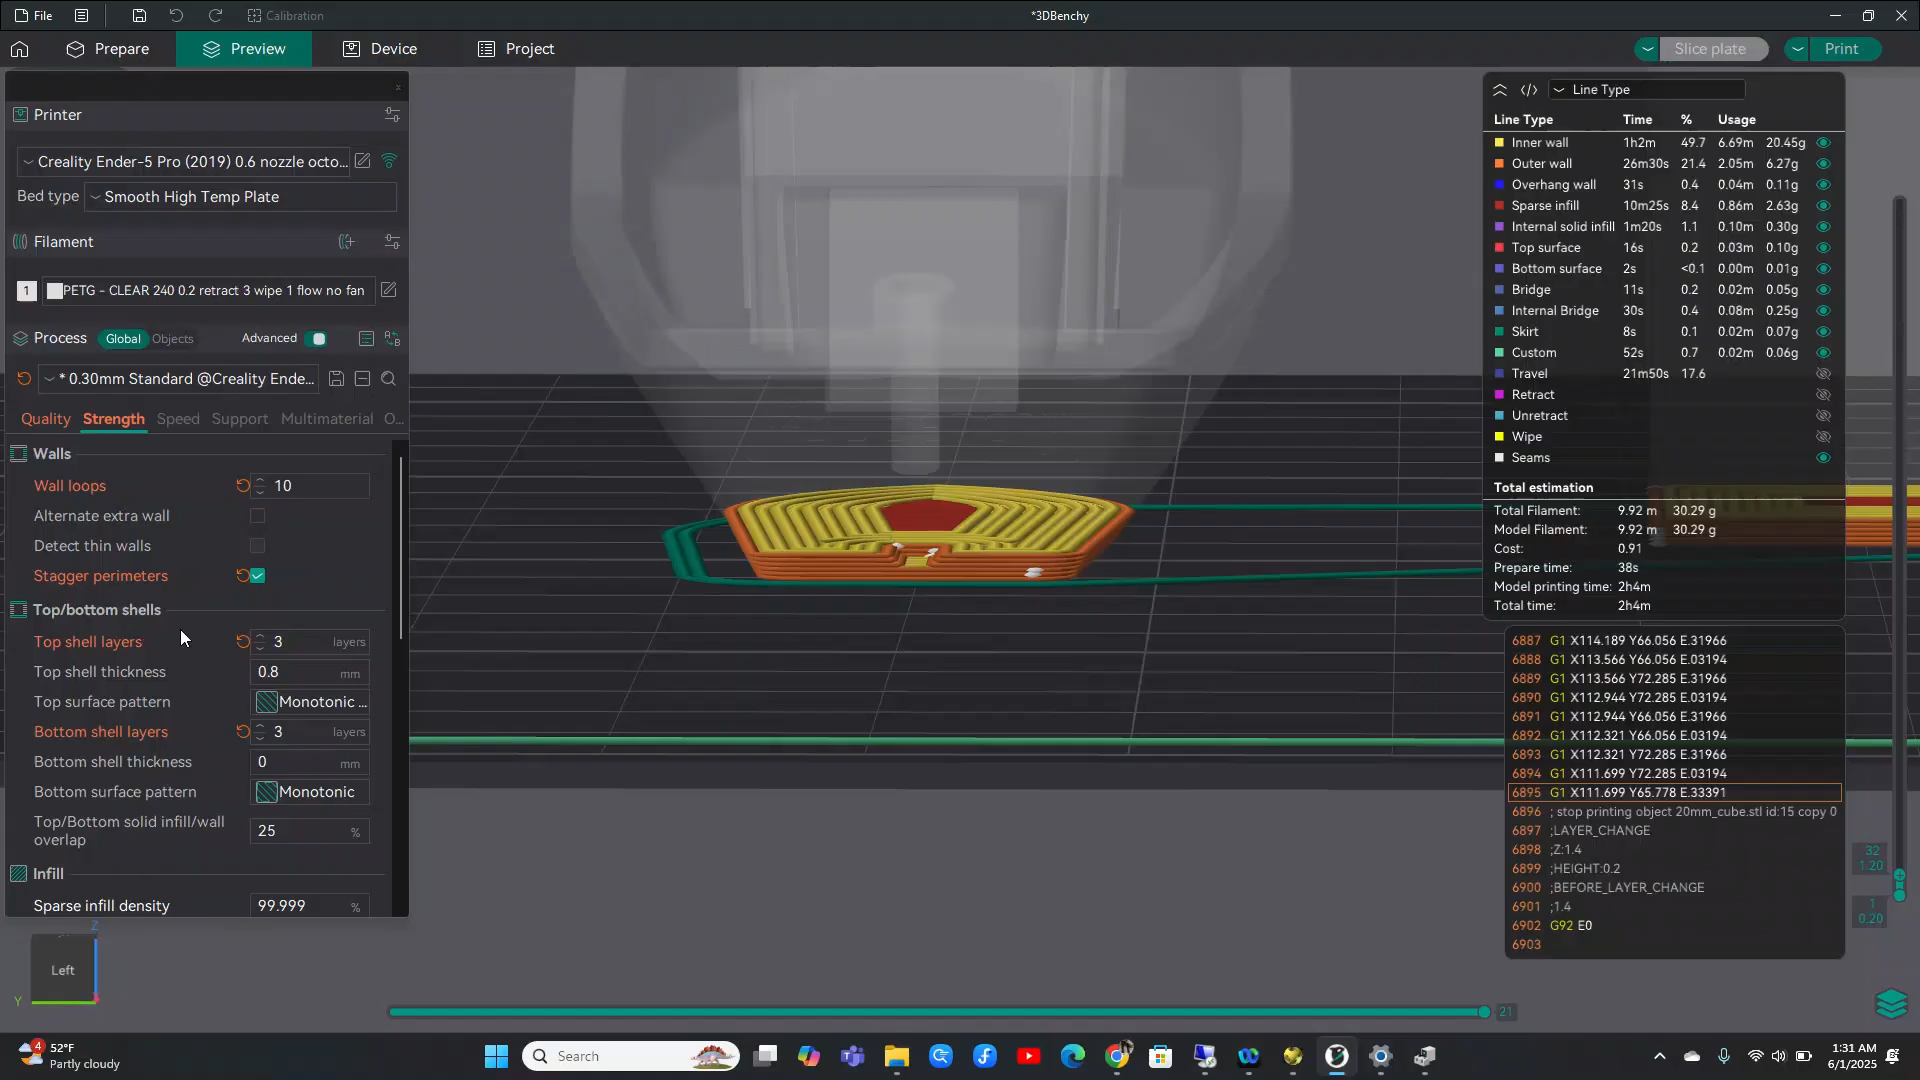 File
Calibration
*3DBenchy
Prepare
Preview
Device
Project
Slice plate
Print
Printer
Creality Ender-5 Pro (2019) 0.6 nozzle octo...
Bed type
Smooth High Temp Plate
Filament
1
PETG - CLEAR 240 0.2 retract 3 wipe 1 flow no fan
Process
Global
Objects
Advanced
* 0.30mm Standard @Creality Ende...
Quality
Strength
Speed
Support
Multimaterial
O...
Walls
Wall loops
10
Alternate extra wall
Detect thin walls
Stagger perimeters
Top/bottom shells
Top shell layers
3
layers
Top shell thickness
0.8
mm
Top surface pattern
Monotonic ...
Bottom shell layers
3
layers
Bottom shell thickness
0
mm
Bottom surface pattern
Monotonic
Top/Bottom solid infill/wall
overlap
25
%
Infill
Sparse infill density
99.999
%
Z
Left
Y
Line Type
Line Type Time % Usage
Inner wall 1h2m 49.7 6.69m 20.45g
Outer wall 26m30s 21.4 2.05m 6.27g
Overhang wall 31s 0.4 0.04m 0.11g
Sparse infill 10m25s 8.4 0.86m 2.63g
Internal solid infill 1m20s 1.1 0.10m 0.30g
Top surface 16s 0.2 0.03m 0.10g
Bottom surface 2s <0.1 0.00m 0.01g
Bridge 11s 0.2 0.02m 0.05g
Internal Bridge 30s 0.4 0.08m 0.25g
Skirt 8s 0.1 0.02m 0.07g
Custom 52s 0.7 0.02m 0.06g
Travel 21m50s 17.6
Retract
Unretract
Wipe
Seams
Total estimation
Total Filament: 9.92 m 30.29 g
Model Filament: 9.92 m 30.29 g
Cost: 0.91
Prepare time: 38s
Model printing time: 2h4m
Total time: 2h4m
6887 G1 X114.189 Y66.056 E.31966
6888 G1 X113.566 Y66.056 E.03194
6889 G1 X113.566 Y72.285 E.31966
6890 G1 X112.944 Y72.285 E.03194
6891 G1 X112.944 Y66.056 E.31966
6892 G1 X112.321 Y66.056 E.03194
6893 G1 X112.321 Y72.285 E.31966
6894 G1 X111.699 Y72.285 E.03194
6895 G1 X111.699 Y65.778 E.33391
6896 ; stop printing object 20mm_cube.stl id:15 copy 0
6897 ;LAYER_CHANGE
6898 ;Z:1.4
6899 ;HEIGHT:0.2
6900 ;BEFORE_LAYER_CHANGE
6901 ;1.4
6902 G92 E0
6903
32
1.20
1
0.20
21
4
52°F
Partly cloudy
Search
1:31 AM
6/1/2025